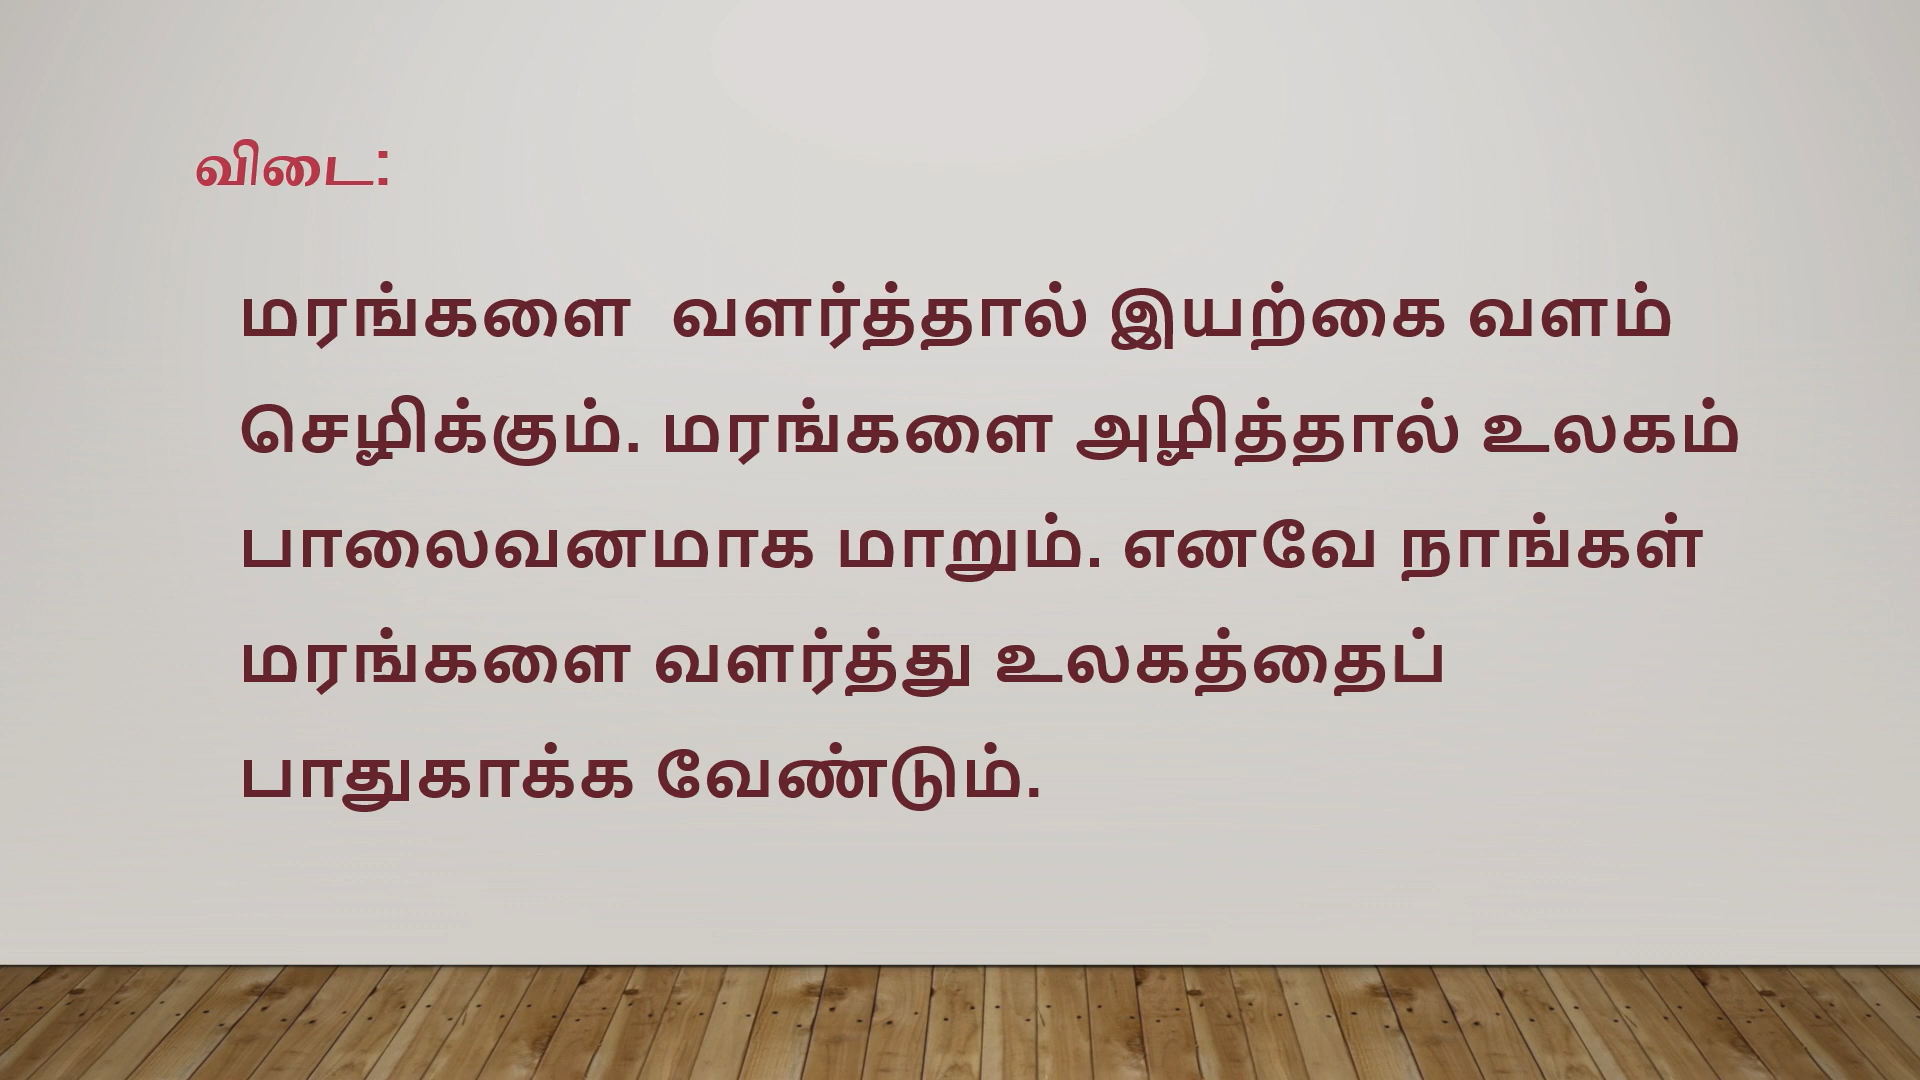 விடை:
மரங்களை வளர்த்தால் இயற்கை வளம்
செழிக்கும். மரங்களை அழித்தால் உலகம்
பாலைவனமாக மாறும். எனவே நாங்கள்
மரங்களை வளர்த்து உலகத்தைப்
பாதுகாக்க வேண்டும்.